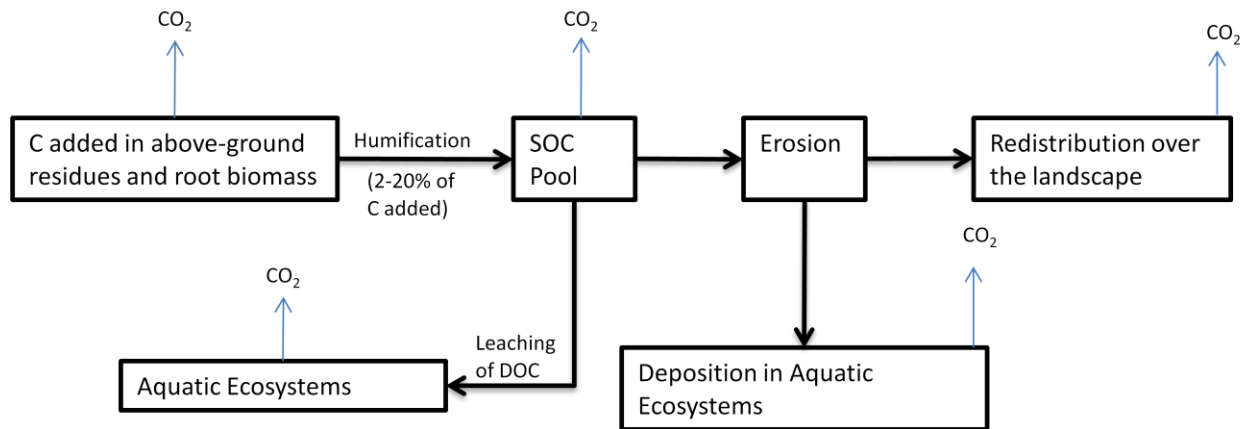 CO₂
CO₂
CO₂
C added in above-ground
residues and root biomass
Humification
(2-20% of
C added)
SOC
Pool
Erosion
Redistribution over
the landscape
CO₂
CO₂
Leaching
of DOC
Aquatic Ecosystems
Deposition in Aquatic
Ecosystems